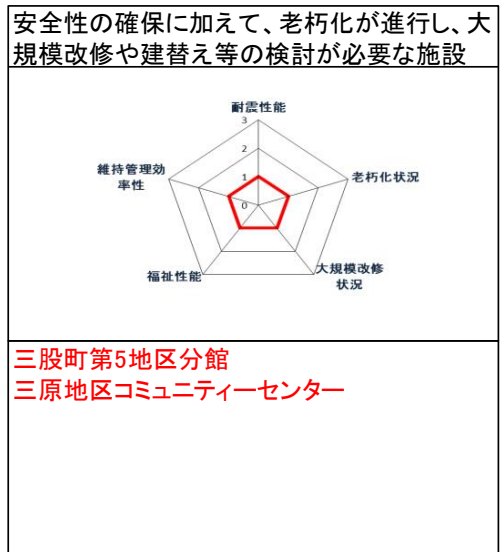 安全性の確保に加えて、老朽化が進行し、大
規模改修や建替え等の検討が必要な施設
耐震性能
3
2
1
0
維持管理効
率性
老朽化状況
福祉性能
大規模改修
状況
三股町第5地区分館
三原地区コミュニティーセンター